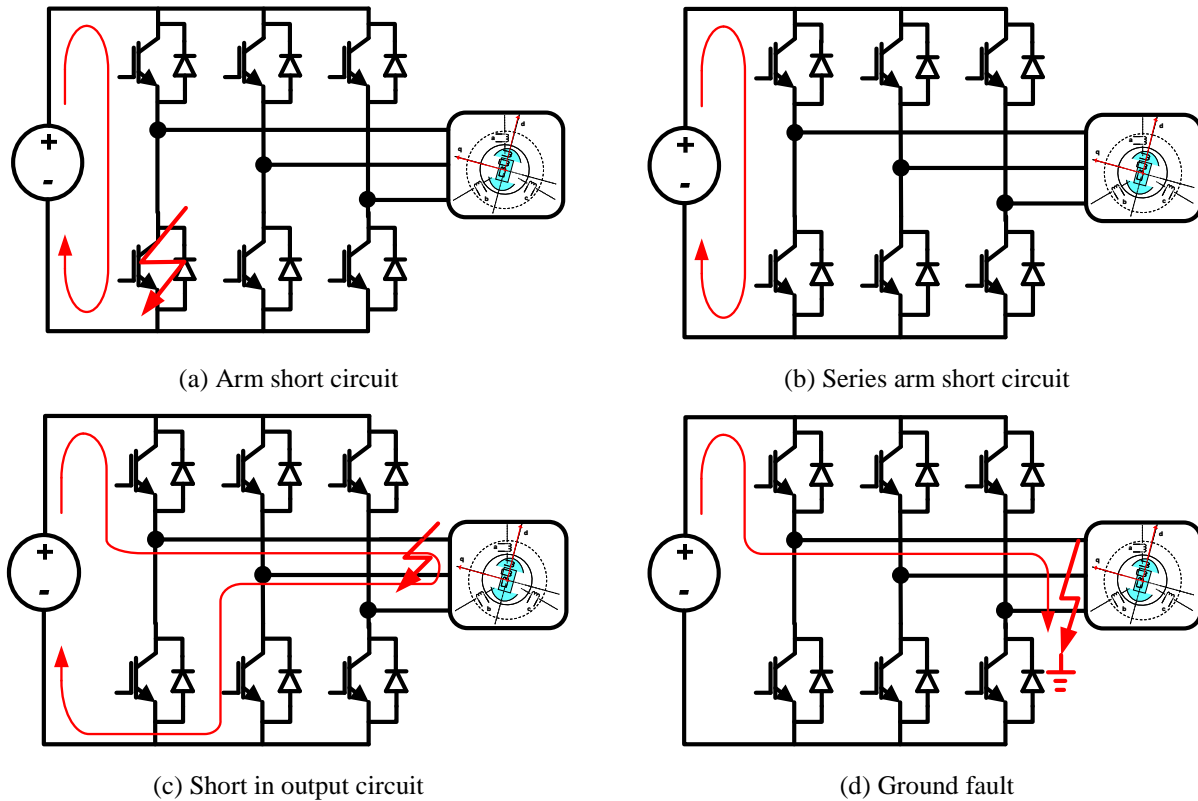 +
-
a
d
q
b
c
(a) Arm short circuit
+
-
a
d
q
b
c
(b) Series arm short circuit
+
-
a
d
q
b
c
(c) Short in output circuit
+
-
a
d
q
b
c
(d) Ground fault